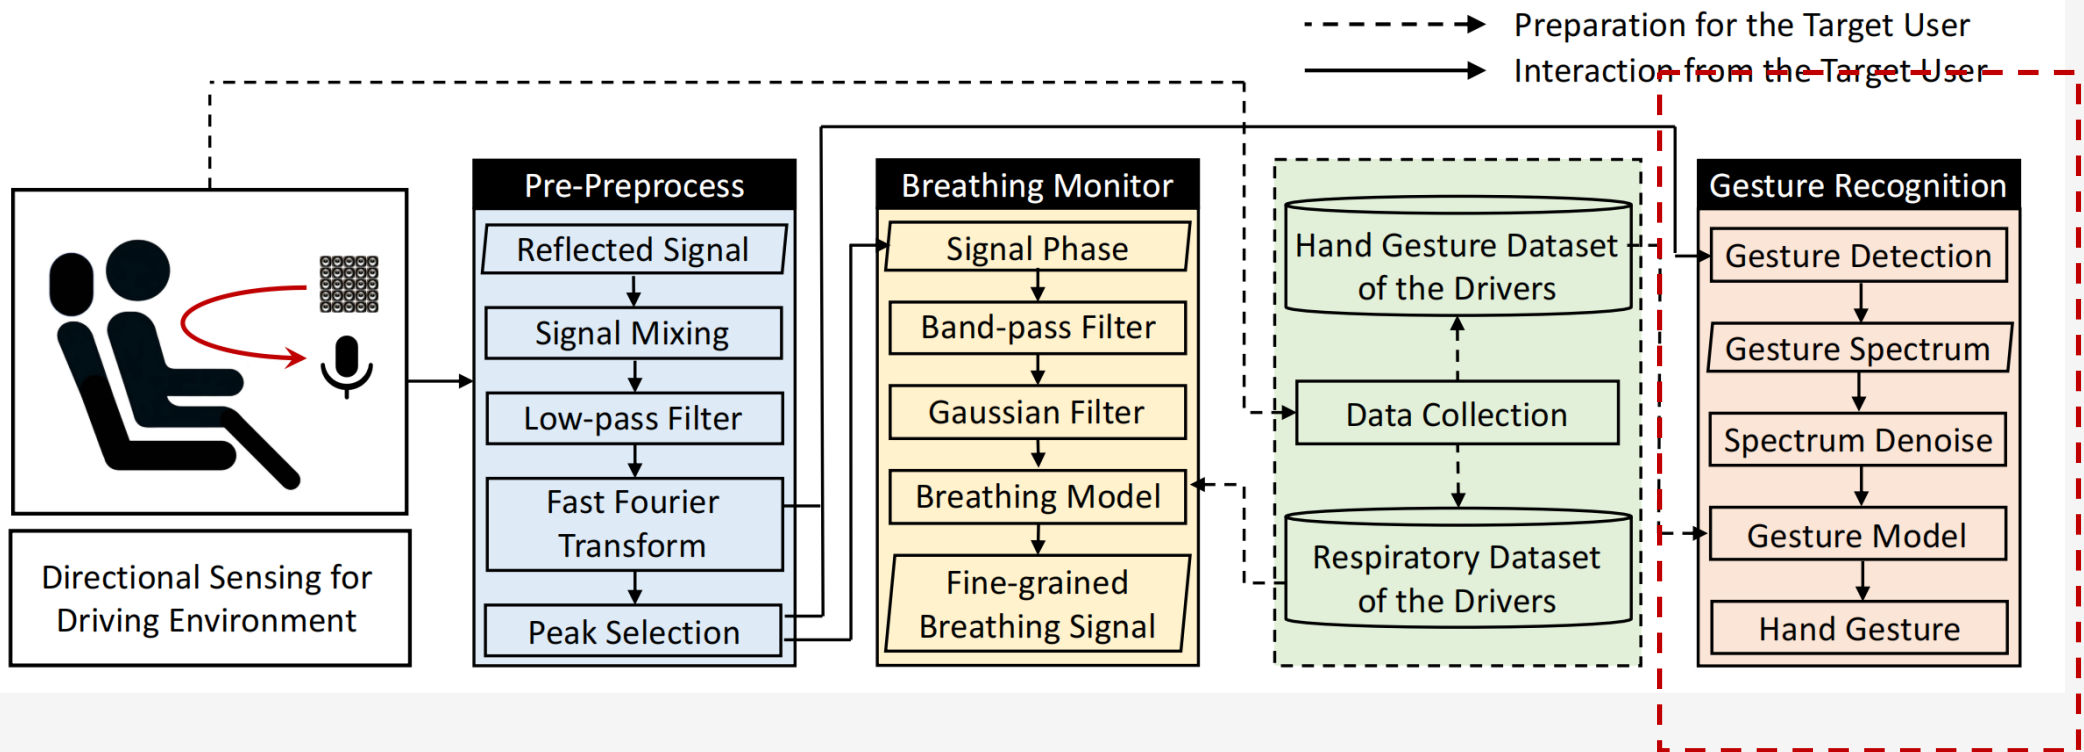 Preparation for the Target User
Interaction from the Target User
Directional Sensing for
Driving Environment
Pre-Preprocess
Reflected Signal
Signal Mixing
Low-pass Filter
Fast Fourier
Transform
Peak Selection
Breathing Monitor
Signal Phase
Band-pass Filter
Gaussian Filter
Breathing Model
Fine-grained
Breathing Signal
Hand Gesture Dataset
of the Drivers
Data Collection
Respiratory Dataset
of the Drivers
Gesture Recognition
Gesture Detection
Gesture Spectrum
Spectrum Denoise
Gesture Model
Hand Gesture